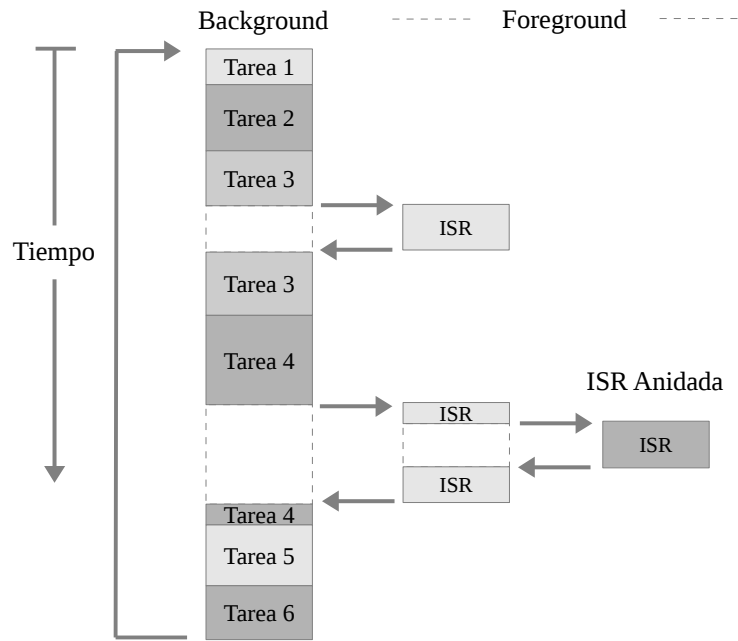 Background
Foreground
Tarea 1
Tarea 2
Tarea 3
ISR
Tiempo
Tarea 3
Tarea 4
ISR Anidada
ISR
ISR
ISR
Tarea 4
Tarea 5
Tarea 6